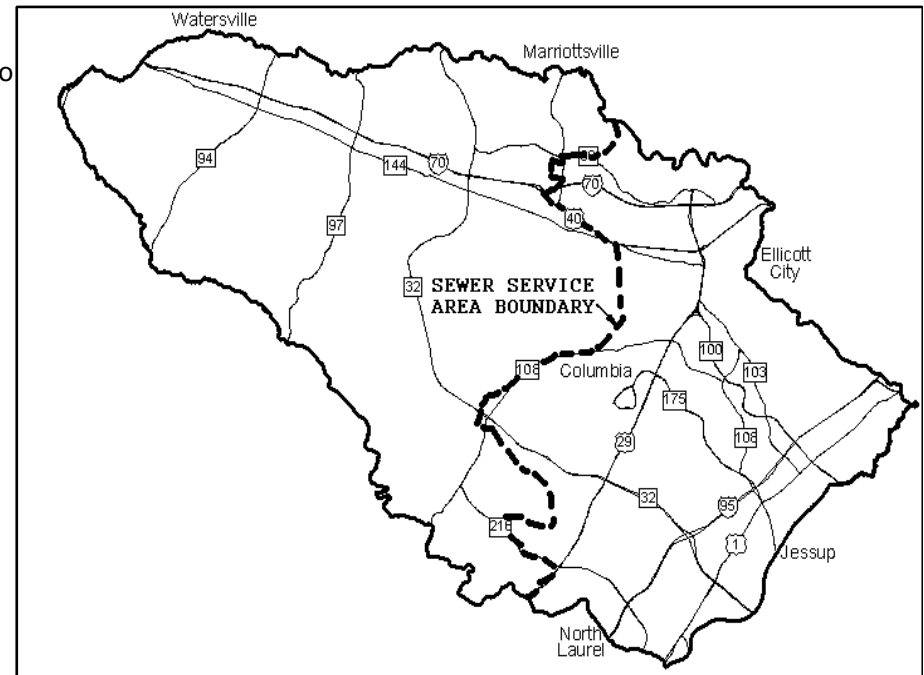 Watersville
Marriottsville
o
94
144
70
70
97
40
Ellicott
City
32
SEWER SERVICE
AREA BOUNDARY
108
Columbia
100
103
175
108
29
32
95
216
1
Jessup
North
Laurel